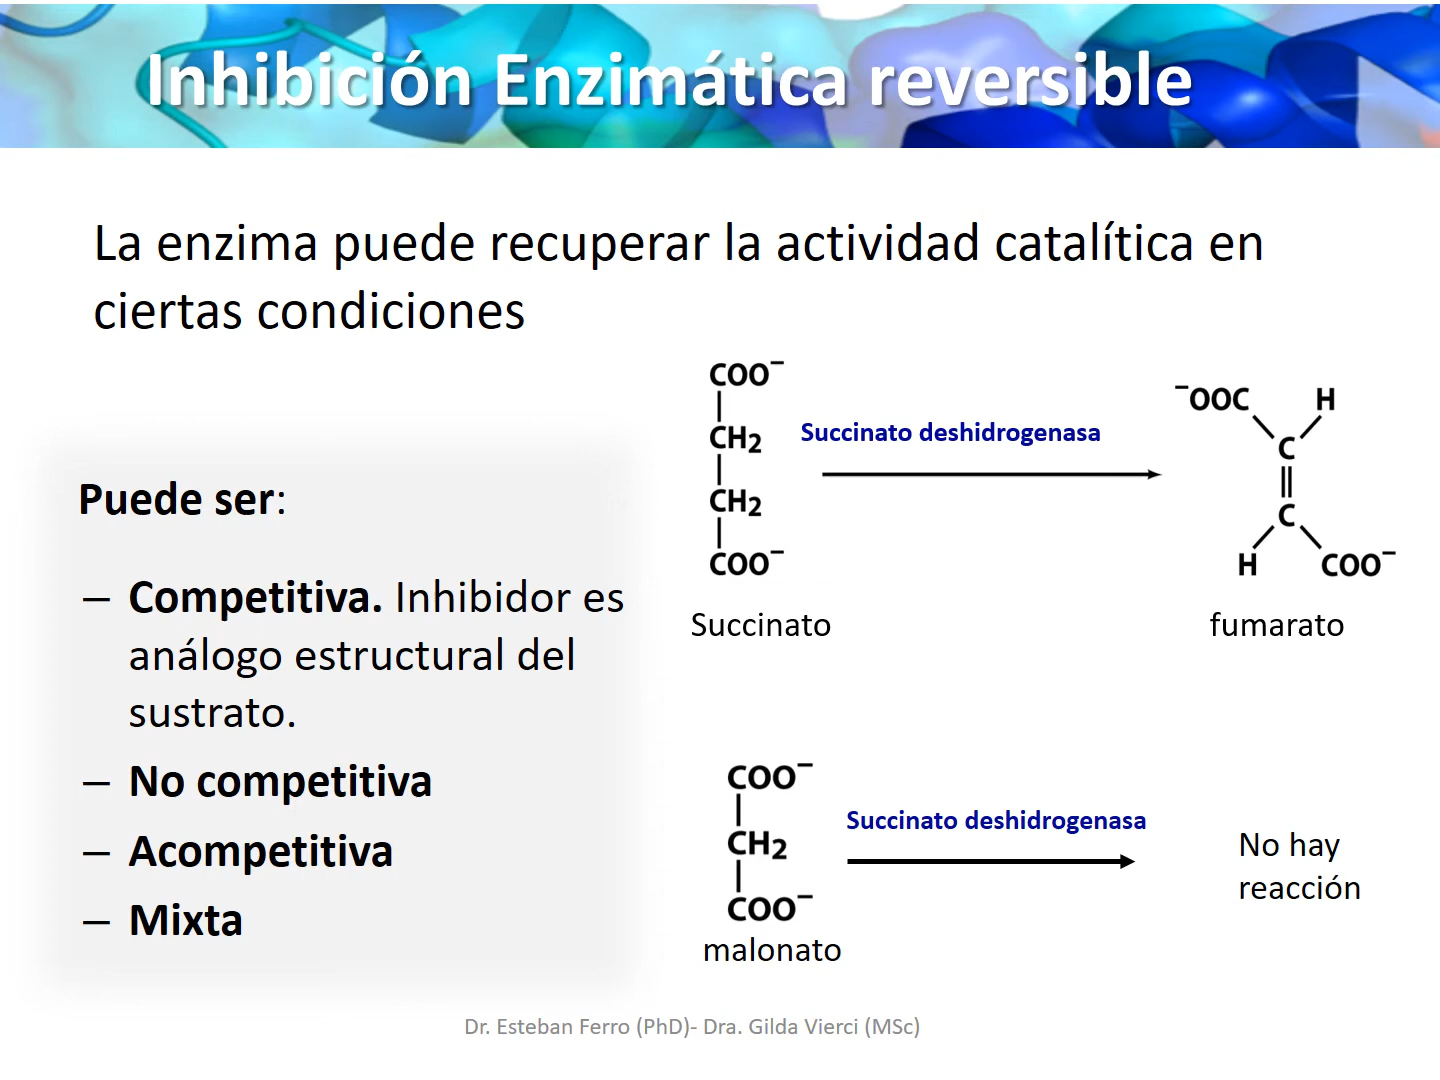 Inhibición Enzimática reversible
La enzima puede recuperar la actividad catalítica en
ciertas condiciones
Puede ser:
– Competitiva. Inhibidor es
análogo estructural del
sustrato.
– No competitiva
– Acompetitiva
– Mixta
COO⁻
CH2
CH2
COO⁻
Succinato
Succinato deshidrogenasa
⁻OOC H
C
C
H COO⁻
fumarato
COO⁻
CH2
COO⁻
malonato
Succinato deshidrogenasa
No hay
reacción
Dr. Esteban Ferro (PhD)- Dra. Gilda Vierci (MSc)